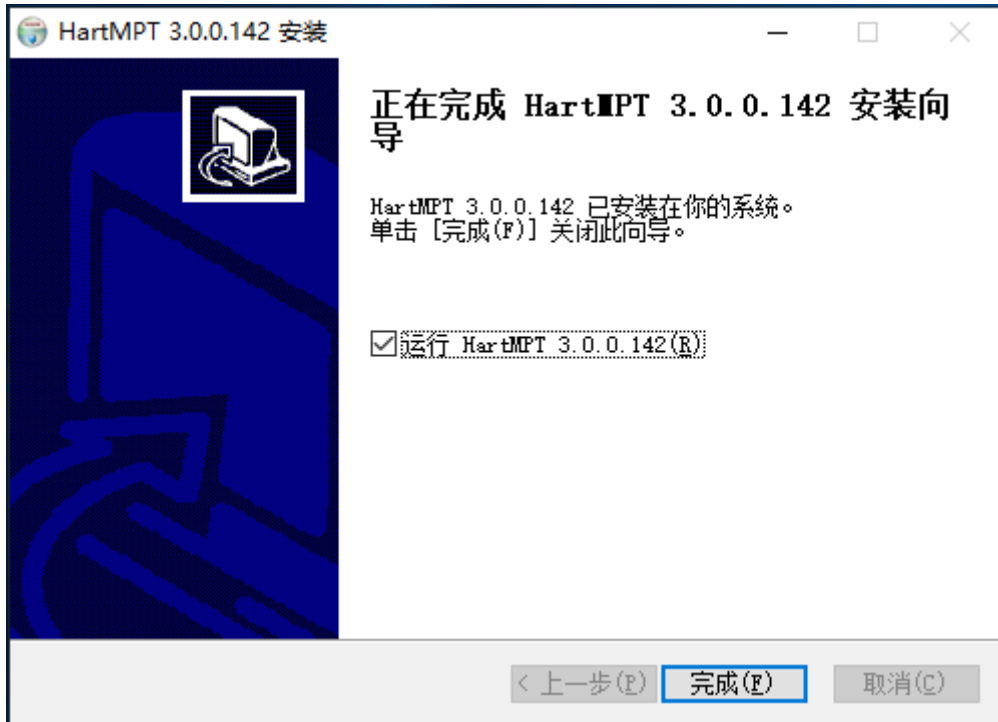 HartMPT 3.0.0.142 安装
正在完成 HartMPT 3.0.0.142 安装向
导
HartMPT 3.0.0.142 已安装在你的系统。
单击 [完成(F)] 关闭此向导。
运行 HartMPT 3.0.0.142(R)
< 上一步(P)
完成(F)
取消(C)